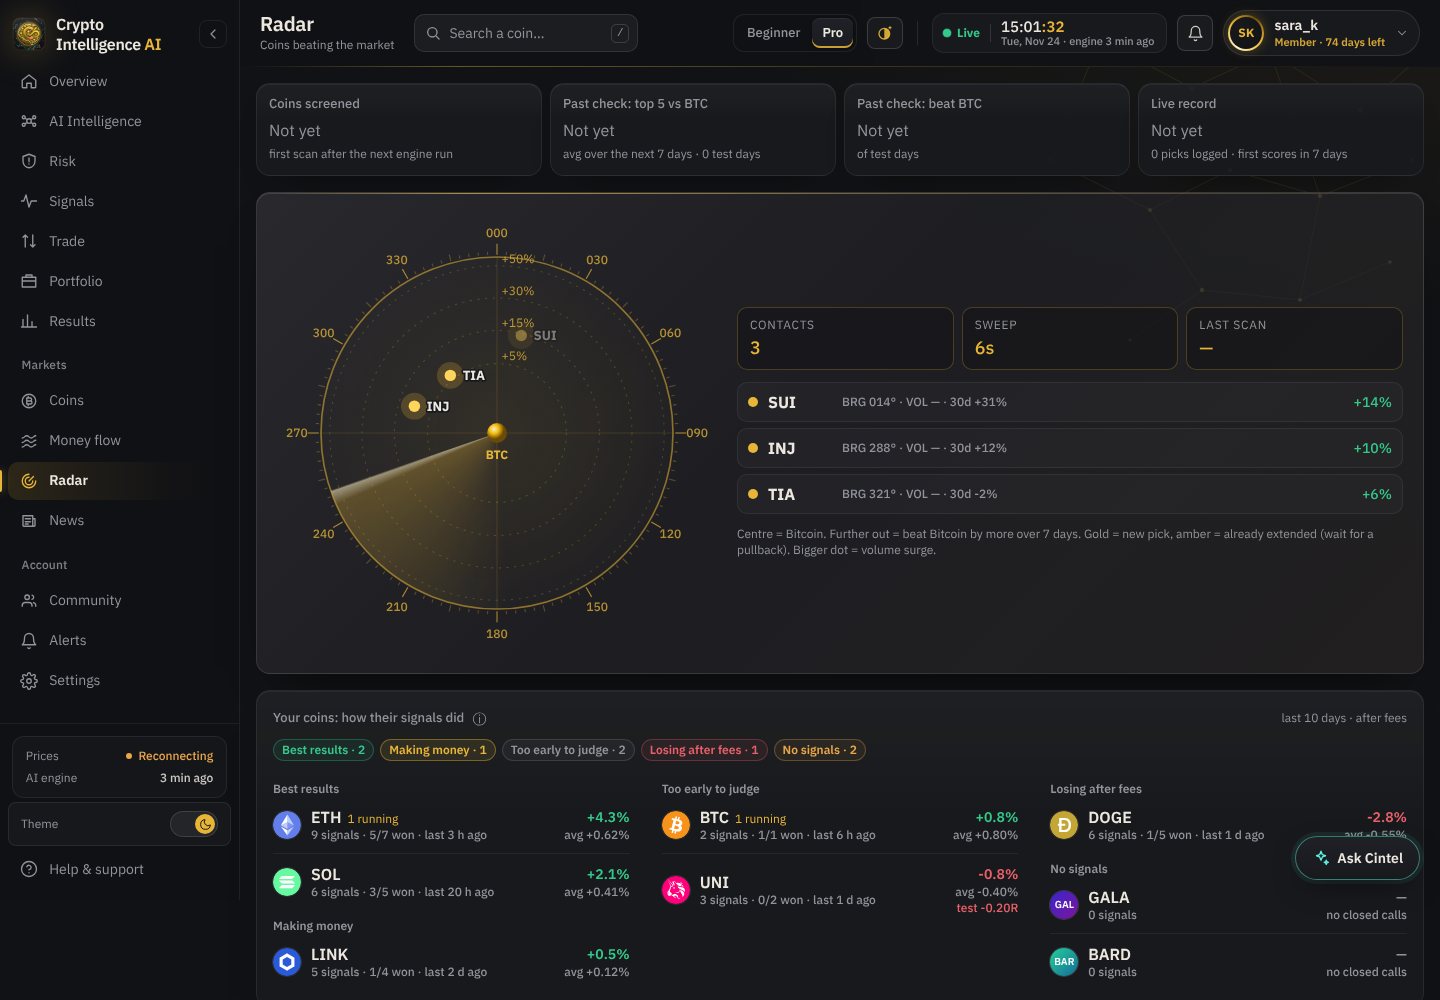 Crypto
Intelligence AI
Radar
Coins beating the market
Search a coin...
/
Beginner
Pro
Live
15:01:32
Tue, Nov 24 · engine 3 min ago
SK
sara_k
Member · 74 days left
Overview
AI Intelligence
Risk
Signals
Trade
Portfolio
Results
Markets
Coins
Money flow
Radar
News
Account
Community
Alerts
Settings
Prices
Reconnecting
AI engine
3 min ago
Theme
Help & support
Coins screened
Not yet
first scan after the next engine run
Past check: top 5 vs BTC
Not yet
avg over the next 7 days · 0 test days
Past check: beat BTC
Not yet
of test days
Live record
Not yet
0 picks logged · first scores in 7 days
000
330
+50%
030
+30%
300
+15%
SUI
060
+5%
TIA
INJ
270
090
BTC
240
120
210
150
180
CONTACTS
3
SWEEP
6s
LAST SCAN
—
SUI
BRG 014° · VOL — · 30d +31%
+14%
INJ
BRG 288° · VOL — · 30d +12%
+10%
TIA
BRG 321° · VOL — · 30d -2%
+6%
Centre = Bitcoin. Further out = beat Bitcoin by more over 7 days. Gold = new pick, amber = already extended (wait for a
pullback). Bigger dot = volume surge.
Your coins: how their signals did
last 10 days · after fees
Best results · 2
Making money · 1
Too early to judge · 2
Losing after fees · 1
No signals · 2
Best results
ETH 1 running
+4.3%
9 signals · 5/7 won · last 3 h ago
avg +0.62%
SOL
+2.1%
6 signals · 3/5 won · last 20 h ago
avg +0.41%
Making money
LINK
+0.5%
5 signals · 1/4 won · last 2 d ago
avg +0.12%
Too early to judge
BTC 1 running
+0.8%
2 signals · 1/1 won · last 6 h ago
avg +0.80%
UNI
-0.8%
3 signals · 0/2 won · last 1 d ago
avg -0.40%
test -0.20R
Losing after fees
DOGE
-2.8%
6 signals · 1/5 won · last 1 d ago
avg -0.55%
Ask Cintel
No signals
GAL
GALA
—
0 signals
no closed calls
BAR
BARD
—
0 signals
no closed calls